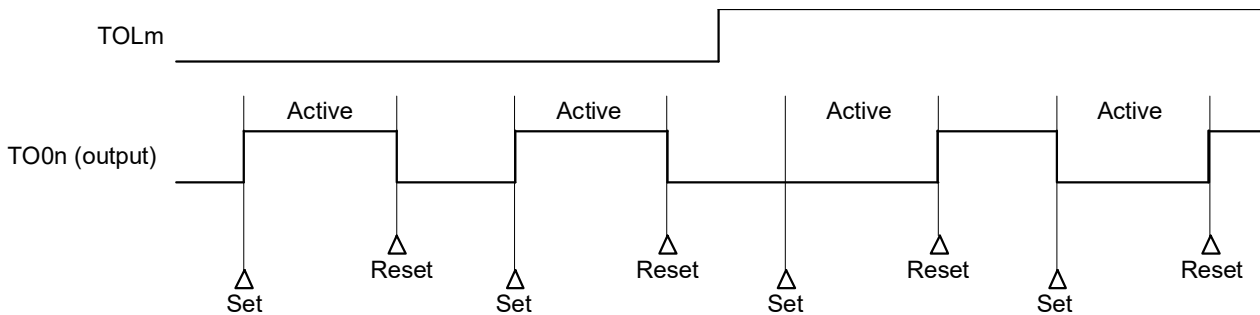 TOLm
Active Active Active Active
TO0n (output)
Reset Reset Reset Reset
Set Set Set Set